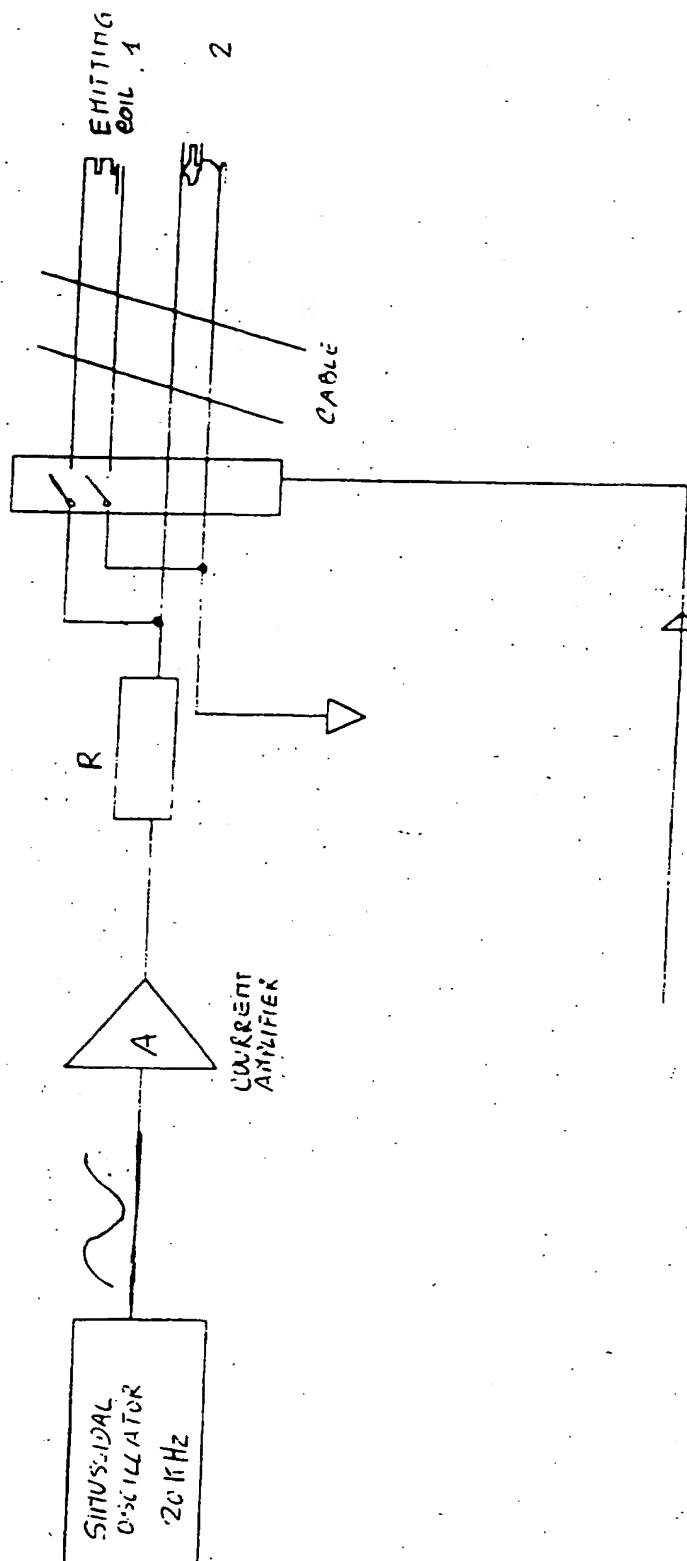 SINUSOIDAL
OSCILLATOR
20 KHz
A
CURRENT
AMPLIFIER
R
CABLE
EMITTING
COIL . 1
2